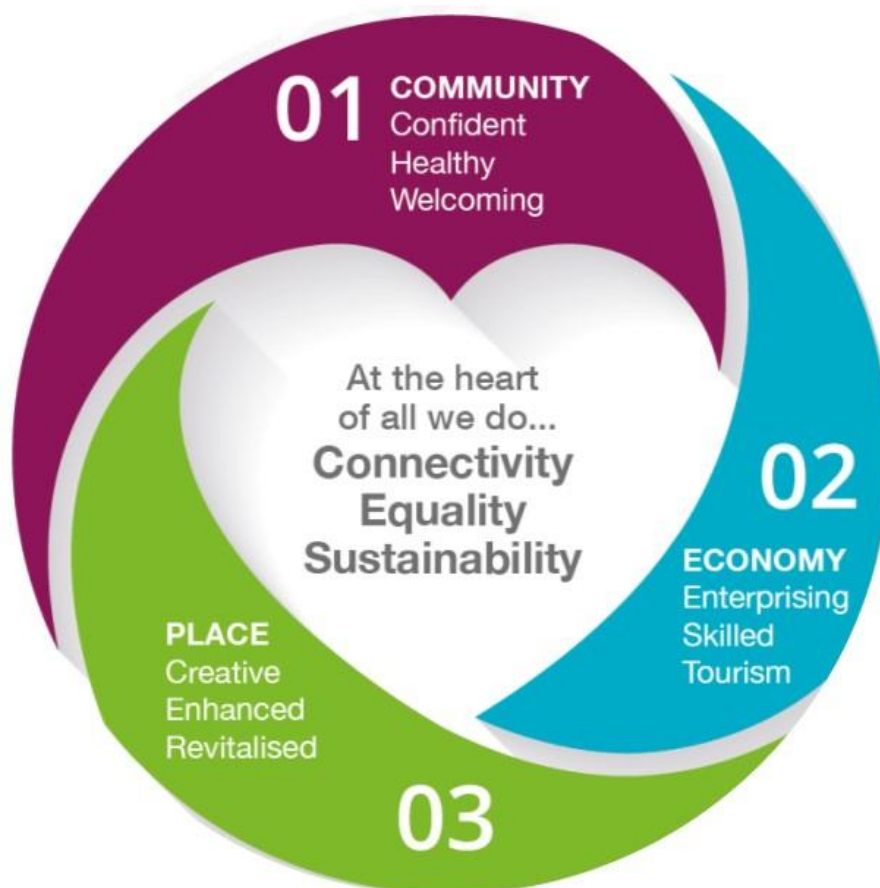 01
COMMUNITY
Confident
Healthy
Welcoming
At the heart
of all we do...
Connectivity
Equality
Sustainability
02
ECONOMY
Enterprising
Skilled
Tourism
PLACE
Creative
Enhanced
Revitalised
03